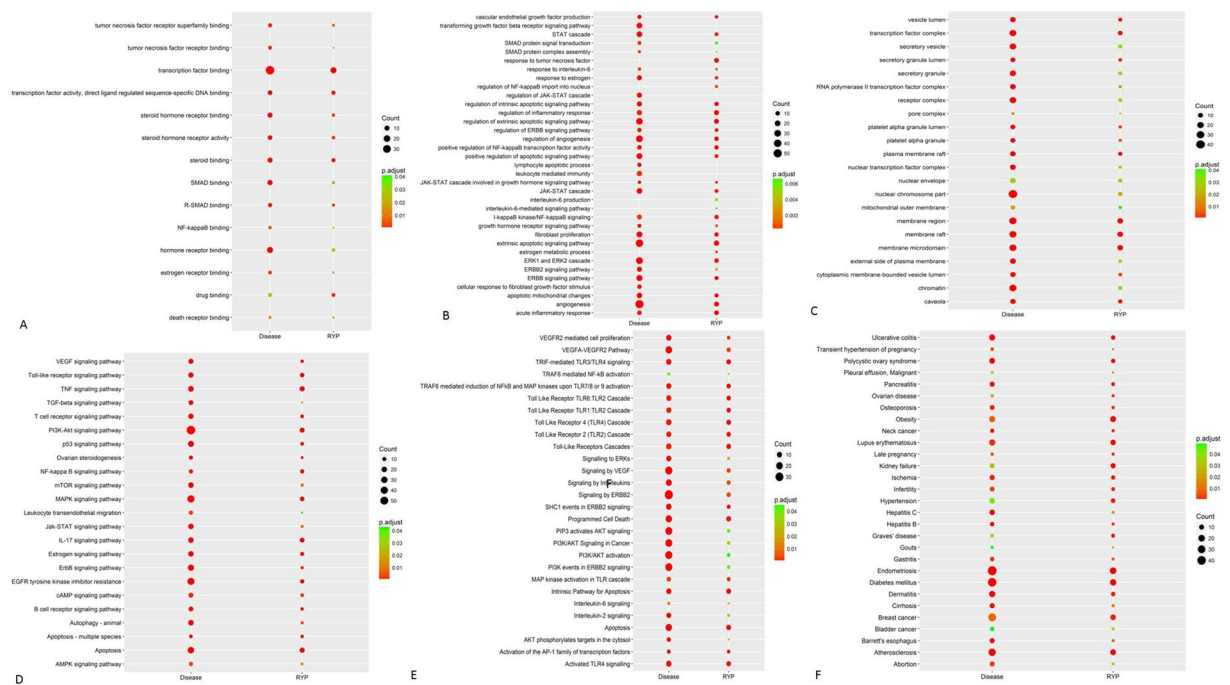 tumor necrosis factor receptor superfamily binding
tumor necrosis factor receptor binding
transcription factor binding
transcription factor activity, direct ligand regulated sequence-specific DNA binding
steroid hormone receptor binding
steroid hormone receptor activity
steroid binding
SMAD binding
R-SMAD binding
NF-kappaB binding
hormone receptor binding
estrogen receptor binding
drug binding
death receptor binding
Disease
RYP
Count
10
20
30
p.adjust
0.04
0.03
0.02
0.01
A
vascular endothelial growth factor production
transforming growth factor beta receptor signaling pathway
STAT cascade
SMAD protein signal transduction
SMAD protein complex assembly
response to tumor necrosis factor
response to interleukin-6
response to estrogen
regulation of NF-kappaB import into nucleus
regulation of JAK-STAT cascade
regulation of intrinsic apoptotic signaling pathway
regulation of inflammatory response
regulation of extrinsic apoptotic signaling pathway
regulation of ERBB signaling pathway
regulation of angiogenesis
positive regulation of NF-kappaB transcription factor activity
positive regulation of apoptotic signaling pathway
lymphocyte apoptotic process
leukocyte mediated immunity
JAK-STAT cascade involved in growth hormone signaling pathway
JAK-STAT cascade
interleukin-6 production
interleukin-6-mediated signaling pathway
I-kappaB kinase/NF-kappaB signaling
growth hormone receptor signaling pathway
fibroblast proliferation
extrinsic apoptotic signaling pathway
estrogen metabolic process
ERK1 and ERK2 cascade
ERBB2 signaling pathway
ERBB signaling pathway
cellular response to fibroblast growth factor stimulus
apoptotic mitochondrial changes
angiogenesis
acute inflammatory response
Disease
RYP
Count
10
20
30
40
50
p.adjust
0.006
0.004
0.002
B
vesicle lumen
transcription factor complex
secretory vesicle
secretory granule lumen
secretory granule
RNA polymerase II transcription factor complex
receptor complex
pore complex
platelet alpha granule lumen
platelet alpha granule
plasma membrane raft
nuclear transcription factor complex
nuclear envelope
nuclear chromosome part
mitochondrial outer membrane
membrane region
membrane raft
membrane microdomain
external side of plasma membrane
cytoplasmic membrane-bounded vesicle lumen
chromatin
caveola
Disease
RYP
Count
10
20
30
40
p.adjust
0.04
0.03
0.02
0.01
C
VEGF signaling pathway
Toll-like receptor signaling pathway
TNF signaling pathway
TGF-beta signaling pathway
T cell receptor signaling pathway
PI3K-Akt signaling pathway
p53 signaling pathway
Ovarian steroidogenesis
NF-kappa B signaling pathway
mTOR signaling pathway
MAPK signaling pathway
Leukocyte transendothelial migration
Jak-STAT signaling pathway
IL-17 signaling pathway
Estrogen signaling pathway
ErbB signaling pathway
EGFR tyrosine kinase inhibitor resistance
cAMP signaling pathway
B cell receptor signaling pathway
Autophagy - animal
Apoptosis - multiple species
Apoptosis
AMPK signaling pathway
Disease
RYP
Count
10
20
30
40
50
p.adjust
0.04
0.03
0.02
0.01
D
VEGFR2 mediated cell proliferation
VEGFA-VEGFR2 Pathway
TRIF-mediated TLR3/TLR4 signaling
TRAF6 mediated NF-kB activation
TRAF6 mediated induction of NFkB and MAP kinases upon TLR7/8 or 9 activation
Toll Like Receptor TLR6:TLR2 Cascade
Toll Like Receptor TLR1:TLR2 Cascade
Toll Like Receptor 4 (TLR4) Cascade
Toll Like Receptor 2 (TLR2) Cascade
Toll-Like Receptors Cascades
Signalling to ERKs
Signaling by VEGF
Signaling by Interleukins
F
Signaling by ERBB2
SHC1 events in ERBB2 signaling
Programmed Cell Death
PIP3 activates AKT signaling
PI3K/AKT Signaling in Cancer
PI3K/AKT activation
PI3K events in ERBB2 signaling
MAP kinase activation in TLR cascade
Intrinsic Pathway for Apoptosis
Interleukin-6 signaling
Interleukin-2 signaling
Apoptosis
AKT phosphorylates targets in the cytosol
Activation of the AP-1 family of transcription factors
Activated TLR4 signalling
Disease
RYP
Count
10
20
30
p.adjust
0.04
0.03
0.02
0.01
E
Ulcerative colitis
Transient hypertension of pregnancy
Polycystic ovary syndrome
Pleural effusion, Malignant
Pancreatitis
Ovarian disease
Osteoporosis
Obesity
Neck cancer
Lupus erythematosus
Late pregnancy
Kidney failure
Ischemia
Infertility
Hypertension
Hepatitis C
Hepatitis B
Graves' disease
Gouts
Gastritis
Endometriosis
Diabetes mellitus
Dermatitis
Cirrhosis
Breast cancer
Bladder cancer
Barrett's esophagus
Atherosclerosis
Abortion
Disease
RYP
p.adjust
0.04
0.03
0.02
0.01
Count
10
20
30
40
F